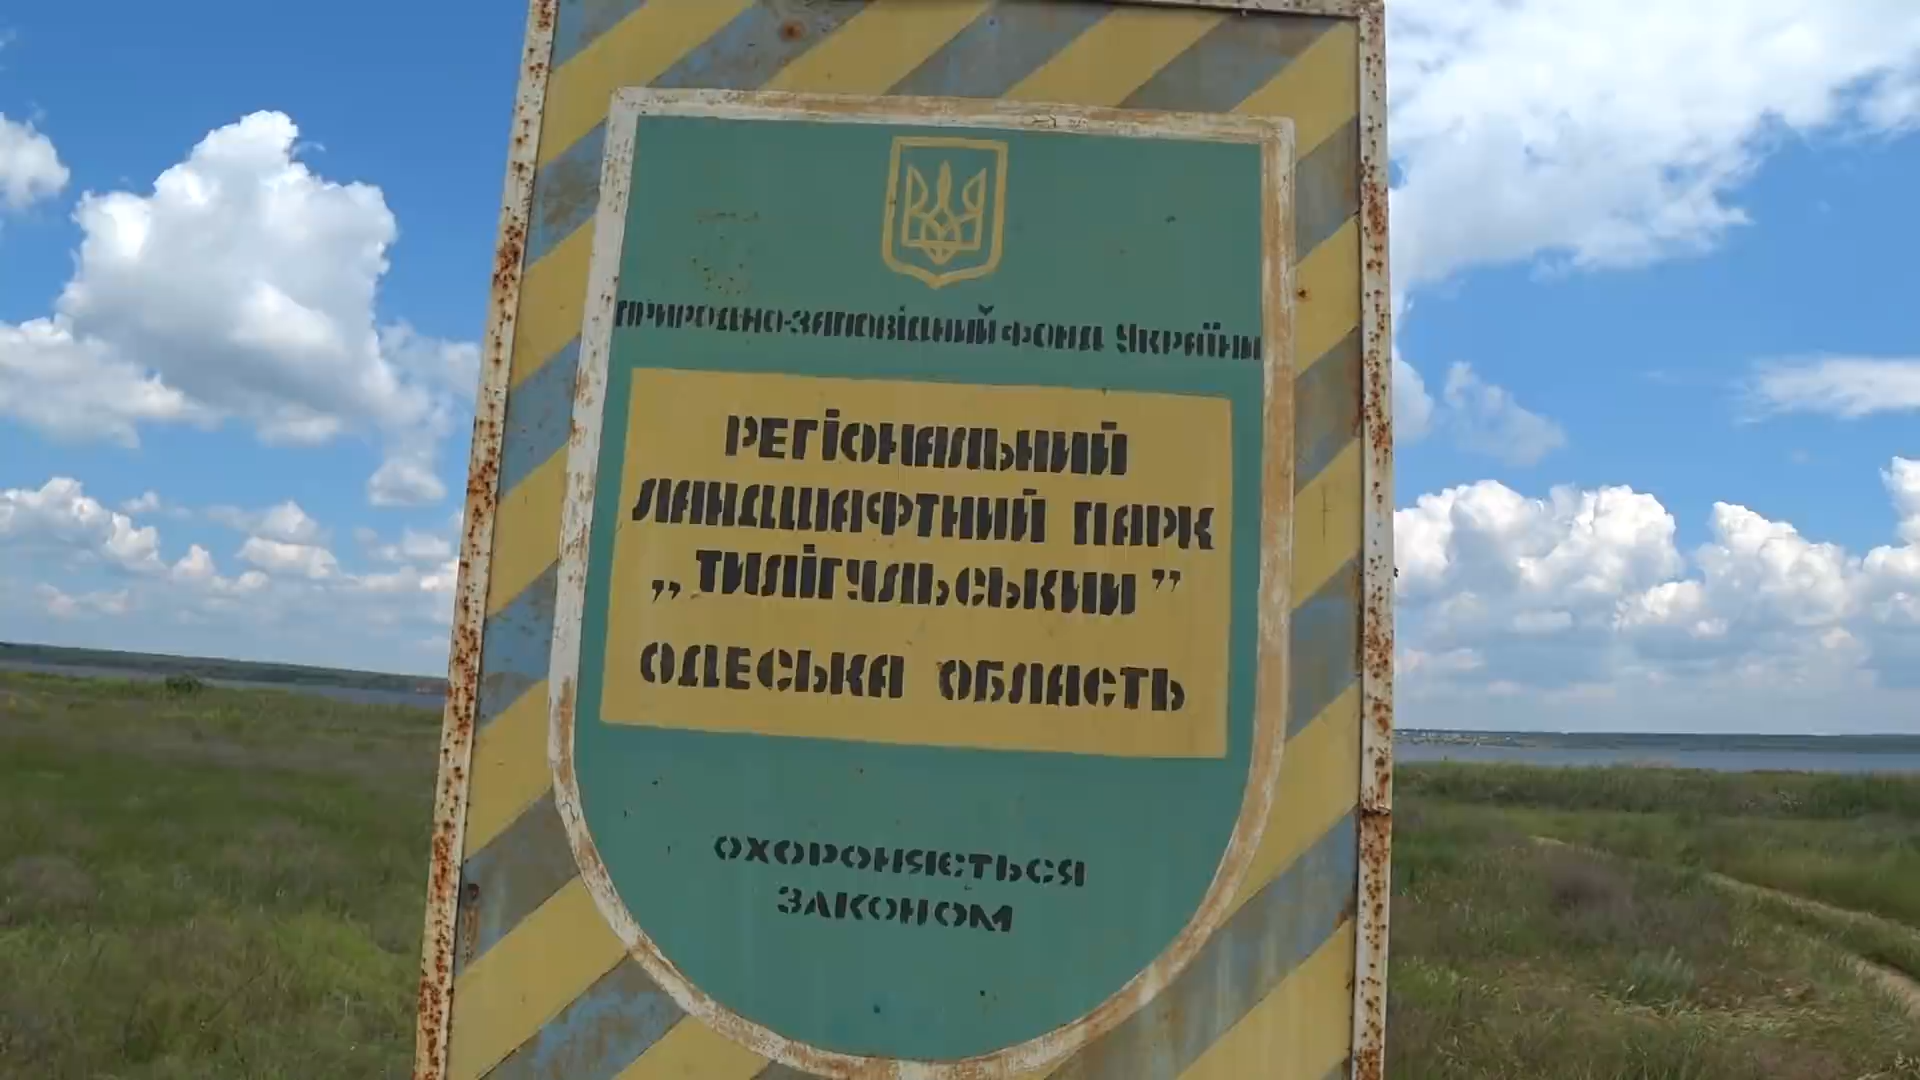 ПРИРОДНО-ЗАПОВІДНИЙ ФОНД УКРАЇНИ
РЕГІОНАЛЬНИЙ
ЛАНДШАФТНИЙ ПАРК
„ТИЛІГУЛЬСЬКИЙ”
ОДЕСЬКА ОБЛАСТЬ
ОХОРОНЯЄТЬСЯ
ЗАКОНОМ